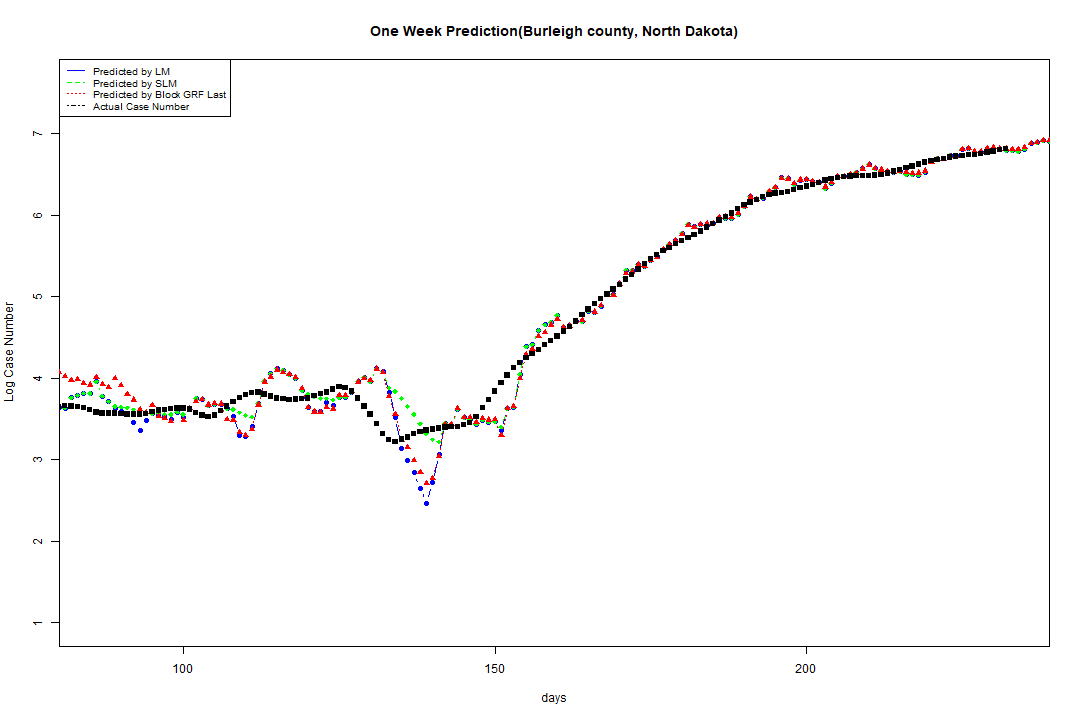 One Week Prediction(Burleigh county, North Dakota)
Predicted by LM
Predicted by SLM
Predicted by Block GRF Last
Actual Case Number
7
6
5
4
3
2
1
Log Case Number
100
150
200
days